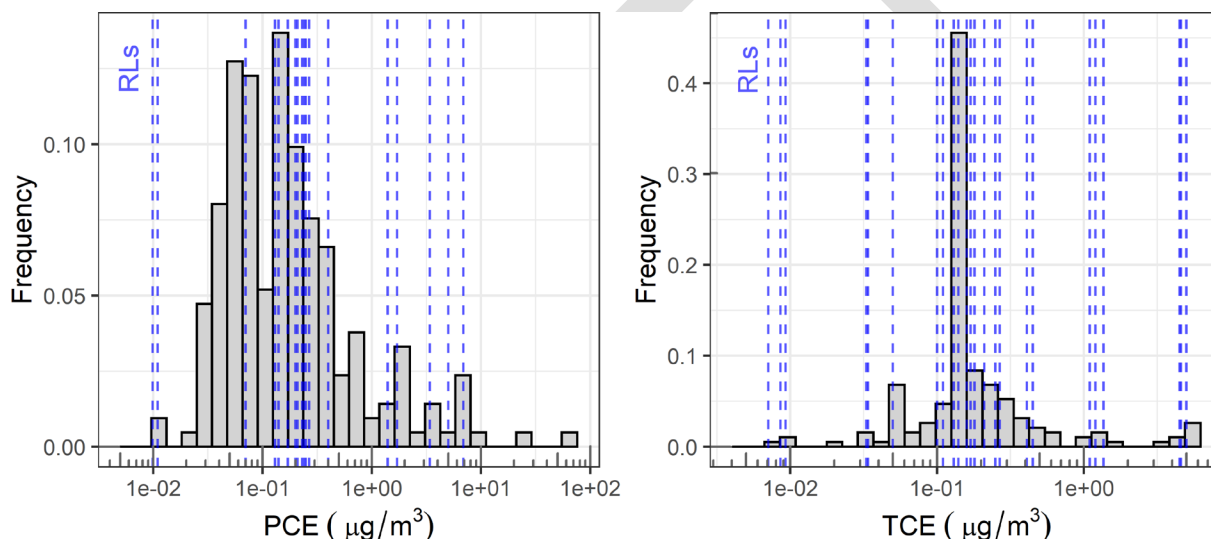 RLs
Frequency
0.10
0.05
0.00
1e-02 1e-01 1e+00 1e+01 1e+02
PCE ( μg/m³)
RLs
Frequency
0.4
0.3
0.2
0.1
0.0
1e-02 1e-01 1e+00
TCE ( μg/m³)